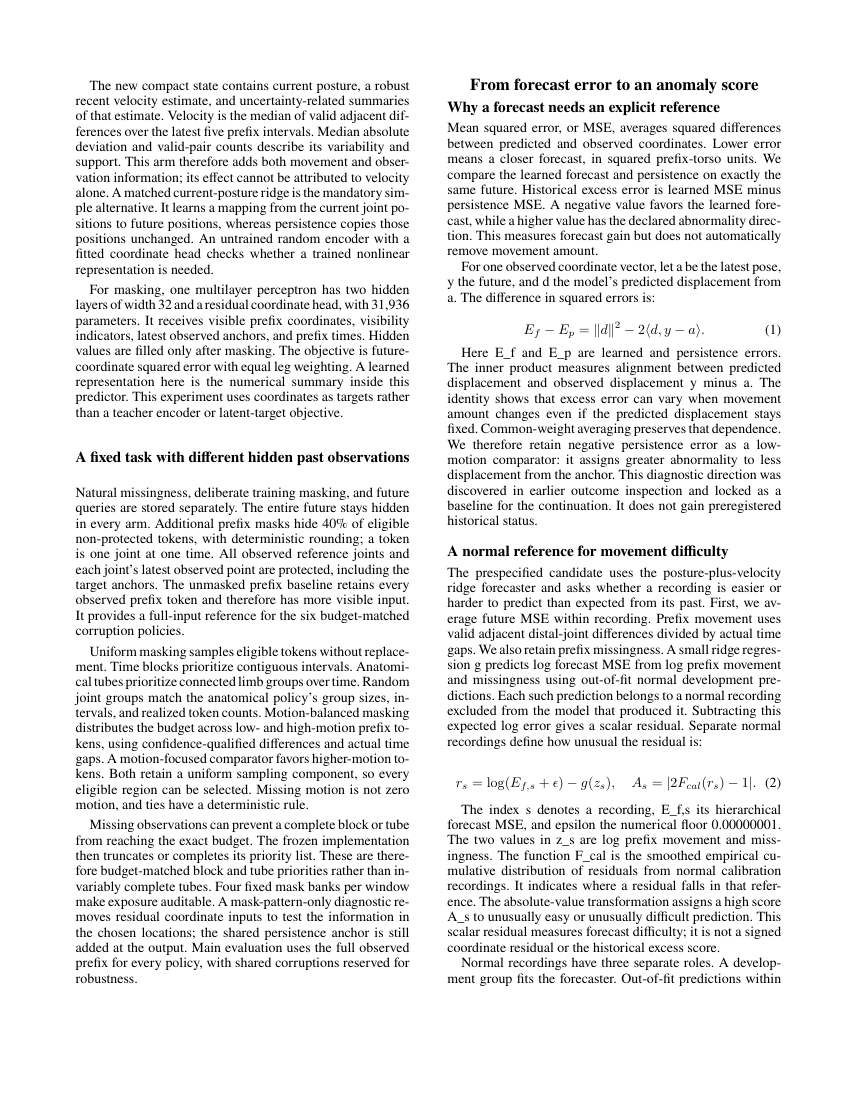 The new compact state contains current posture, a robust
recent velocity estimate, and uncertainty-related summaries
of that estimate. Velocity is the median of valid adjacent dif-
ferences over the latest five prefix intervals. Median absolute
deviation and valid-pair counts describe its variability and
support. This arm therefore adds both movement and obser-
vation information; its effect cannot be attributed to velocity
alone. A matched current-posture ridge is the mandatory sim-
ple alternative. It learns a mapping from the current joint po-
sitions to future positions, whereas persistence copies those
positions unchanged. An untrained random encoder with a
fitted coordinate head checks whether a trained nonlinear
representation is needed.
For masking, one multilayer perceptron has two hidden
layers of width 32 and a residual coordinate head, with 31,936
parameters. It receives visible prefix coordinates, visibility
indicators, latest observed anchors, and prefix times. Hidden
values are filled only after masking. The objective is future-
coordinate squared error with equal leg weighting. A learned
representation here is the numerical summary inside this
predictor. This experiment uses coordinates as targets rather
than a teacher encoder or latent-target objective.
A fixed task with different hidden past observations
Natural missingness, deliberate training masking, and future
queries are stored separately. The entire future stays hidden
in every arm. Additional prefix masks hide 40% of eligible
non-protected tokens, with deterministic rounding; a token
is one joint at one time. All observed reference joints and
each joint's latest observed point are protected, including the
target anchors. The unmasked prefix baseline retains every
observed prefix token and therefore has more visible input.
It provides a full-input reference for the six budget-matched
corruption policies.
Uniform masking samples eligible tokens without replace-
ment. Time blocks prioritize contiguous intervals. Anatomi-
cal tubes prioritize connected limb groups over time. Random
joint groups match the anatomical policy's group sizes, in-
tervals, and realized token counts. Motion-balanced masking
distributes the budget across low- and high-motion prefix to-
kens, using confidence-qualified differences and actual time
gaps. A motion-focused comparator favors higher-motion to-
kens. Both retain a uniform sampling component, so every
eligible region can be selected. Missing motion is not zero
motion, and ties have a deterministic rule.
Missing observations can prevent a complete block or tube
from reaching the exact budget. The frozen implementation
then truncates or completes its priority list. These are there-
fore budget-matched block and tube priorities rather than in-
variably complete tubes. Four fixed mask banks per window
make exposure auditable. A mask-pattern-only diagnostic re-
moves residual coordinate inputs to test the information in
the chosen locations; the shared persistence anchor is still
added at the output. Main evaluation uses the full observed
prefix for every policy, with shared corruptions reserved for
robustness.
From forecast error to an anomaly score
Why a forecast needs an explicit reference
Mean squared error, or MSE, averages squared differences
between predicted and observed coordinates. Lower error
means a closer forecast, in squared prefix-torso units. We
compare the learned forecast and persistence on exactly the
same future. Historical excess error is learned MSE minus
persistence MSE. A negative value favors the learned fore-
cast, while a higher value has the declared abnormality direc-
tion. This measures forecast gain but does not automatically
remove movement amount.
For one observed coordinate vector, let a be the latest pose,
y the future, and d the model's predicted displacement from
a. The difference in squared errors is:
E_f − E_p = ‖d‖² − 2⟨d, y − a⟩. (1)
Here E_f and E_p are learned and persistence errors.
The inner product measures alignment between predicted
displacement and observed displacement y minus a. The
identity shows that excess error can vary when movement
amount changes even if the predicted displacement stays
fixed. Common-weight averaging preserves that dependence.
We therefore retain negative persistence error as a low-
motion comparator: it assigns greater abnormality to less
displacement from the anchor. This diagnostic direction was
discovered in earlier outcome inspection and locked as a
baseline for the continuation. It does not gain preregistered
historical status.
A normal reference for movement difficulty
The prespecified candidate uses the posture-plus-velocity
ridge forecaster and asks whether a recording is easier or
harder to predict than expected from its past. First, we av-
erage future MSE within recording. Prefix movement uses
valid adjacent distal-joint differences divided by actual time
gaps. We also retain prefix missingness. A small ridge regres-
sion g predicts log forecast MSE from log prefix movement
and missingness using out-of-fit normal development pre-
dictions. Each such prediction belongs to a normal recording
excluded from the model that produced it. Subtracting this
expected log error gives a scalar residual. Separate normal
recordings define how unusual the residual is:
r_s = log(E_{f,s} + ϵ) − g(z_s), A_s = |2F_{cal}(r_s) − 1|. (2)
The index s denotes a recording, E_f,s its hierarchical
forecast MSE, and epsilon the numerical floor 0.00000001.
The two values in z_s are log prefix movement and miss-
ingness. The function F_cal is the smoothed empirical cu-
mulative distribution of residuals from normal calibration
recordings. It indicates where a residual falls in that refer-
ence. The absolute-value transformation assigns a high score
A_s to unusually easy or unusually difficult prediction. This
scalar residual measures forecast difficulty; it is not a signed
coordinate residual or the historical excess score.
Normal recordings have three separate roles. A develop-
ment group fits the forecaster. Out-of-fit predictions within